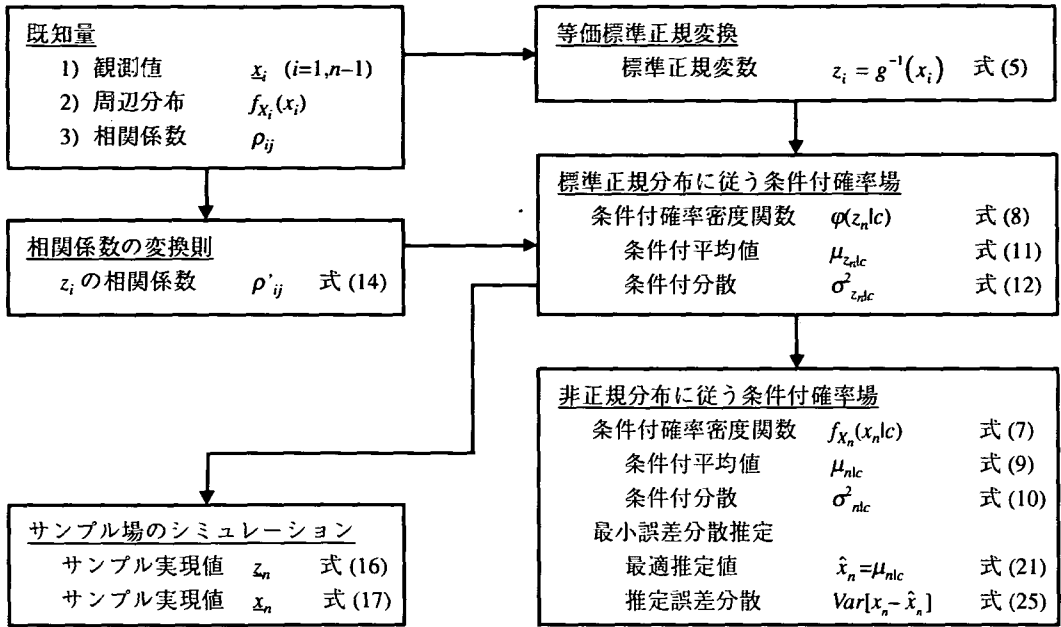 既知量
1) 観測値 x_i (i=1,n−1)
2) 周辺分布 f_{X_i}(x_i)
3) 相関係数 ρ_{ij}
等価標準正規変換
標準正規変数 z_i = g^{-1}(x_i) 式 (5)
相関係数の変換則
z_i の相関係数 ρ'_{ij} 式 (14)
標準正規分布に従う条件付確率場
条件付確率密度関数 φ(z_n|c) 式 (8)
条件付平均値 μ_{z_n|c} 式 (11)
条件付分散 σ^2_{z_n|c} 式 (12)
非正規分布に従う条件付確率場
条件付確率密度関数 f_{X_n}(x_n|c) 式 (7)
条件付平均値 μ_{n|c} 式 (9)
条件付分散 σ^2_{n|c} 式 (10)
最小誤差分散推定
最適推定値 x̂_n=μ_{n|c} 式 (21)
推定誤差分散 Var[x_n− x̂_n] 式 (25)
サンプル場のシミュレーション
サンプル実現値 z_n 式 (16)
サンプル実現値 x_n 式 (17)